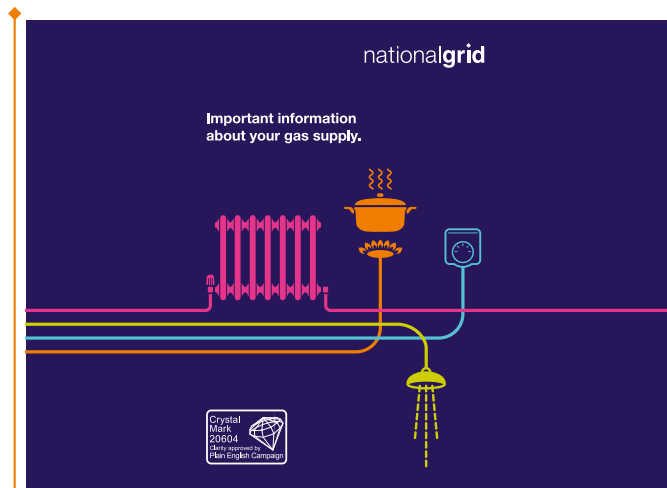 nationalgrid
Important information
about your gas supply.
Crystal
Mark
20604
Clarity approved by
Plain English Campaign